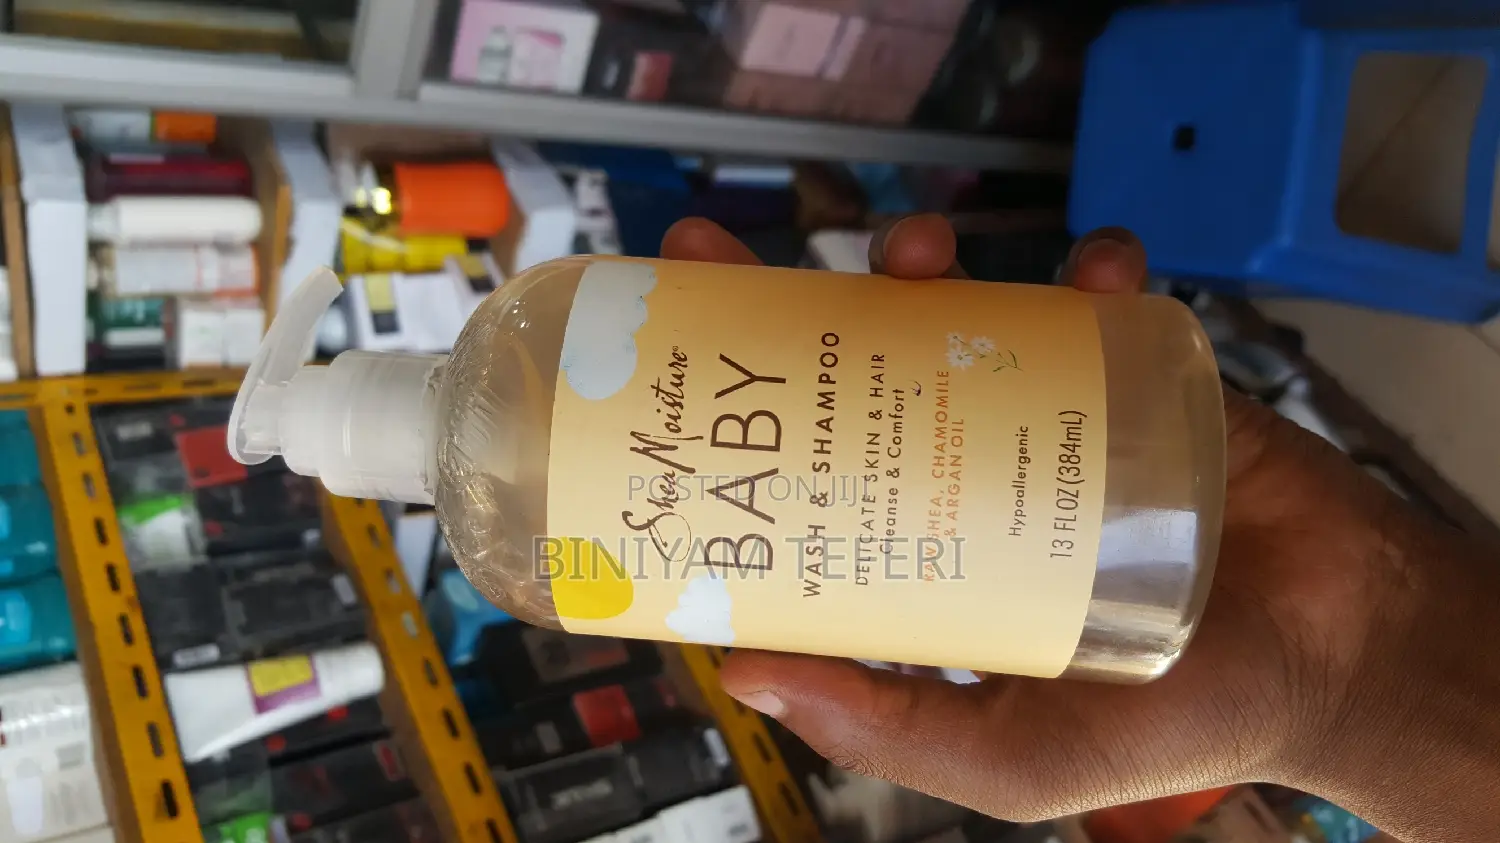 SheaMoisture®
BABY
WASH & SHAMPOO
DELICATE SKIN & HAIR
Cleanse & Comfort
RAW SHEA, CHAMOMILE
& ARGAN OIL
Hypoallergenic
13 FL OZ (384mL)
POSTED ON JIJI
BINIYAM TEFERI